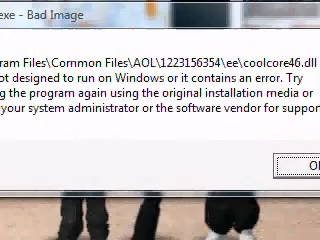 exe - Bad Image
ram Files\Common Files\AOL\1223156354\ee\coolcore46.dll
ot designed to run on Windows or it contains an error. Try
g the program again using the original installation media or
your system administrator or the software vendor for suppor